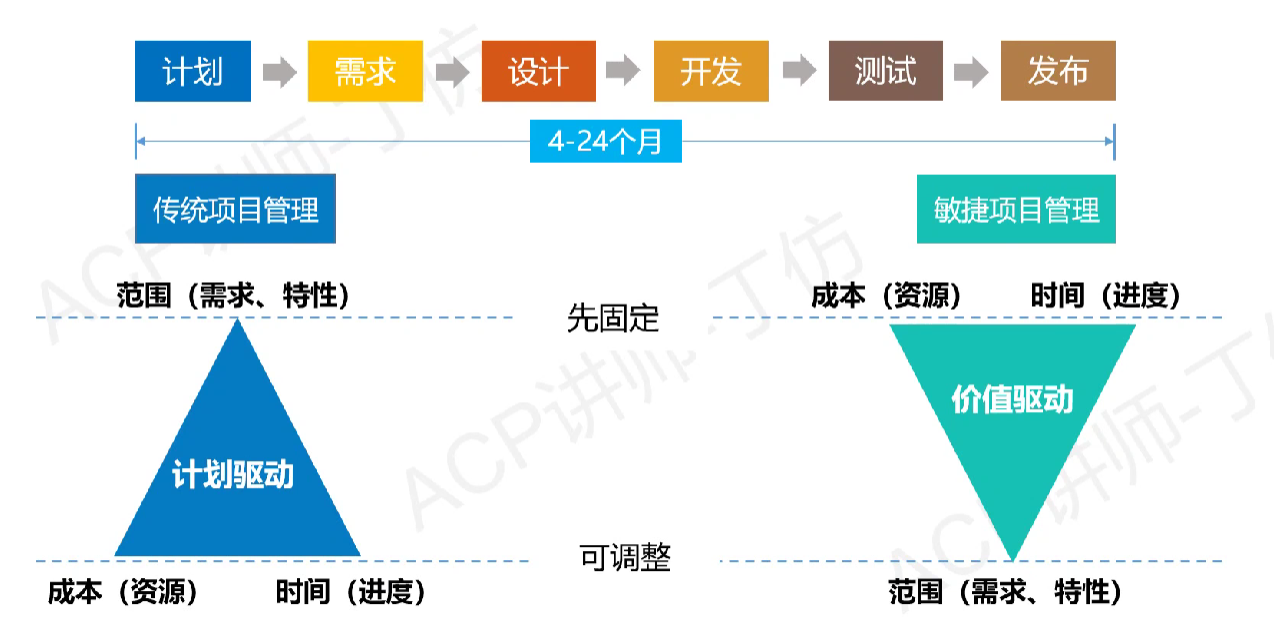 计划 需求 设计 开发 测试 发布
4-24个月
传统项目管理 敏捷项目管理
范围（需求、特性） 先固定 成本（资源） 时间（进度）
价值驱动
计划驱动
可调整
成本（资源） 时间（进度） 范围（需求、特性）
ACP讲师-丁仿
ACP讲师-丁仿
ACP讲师-丁